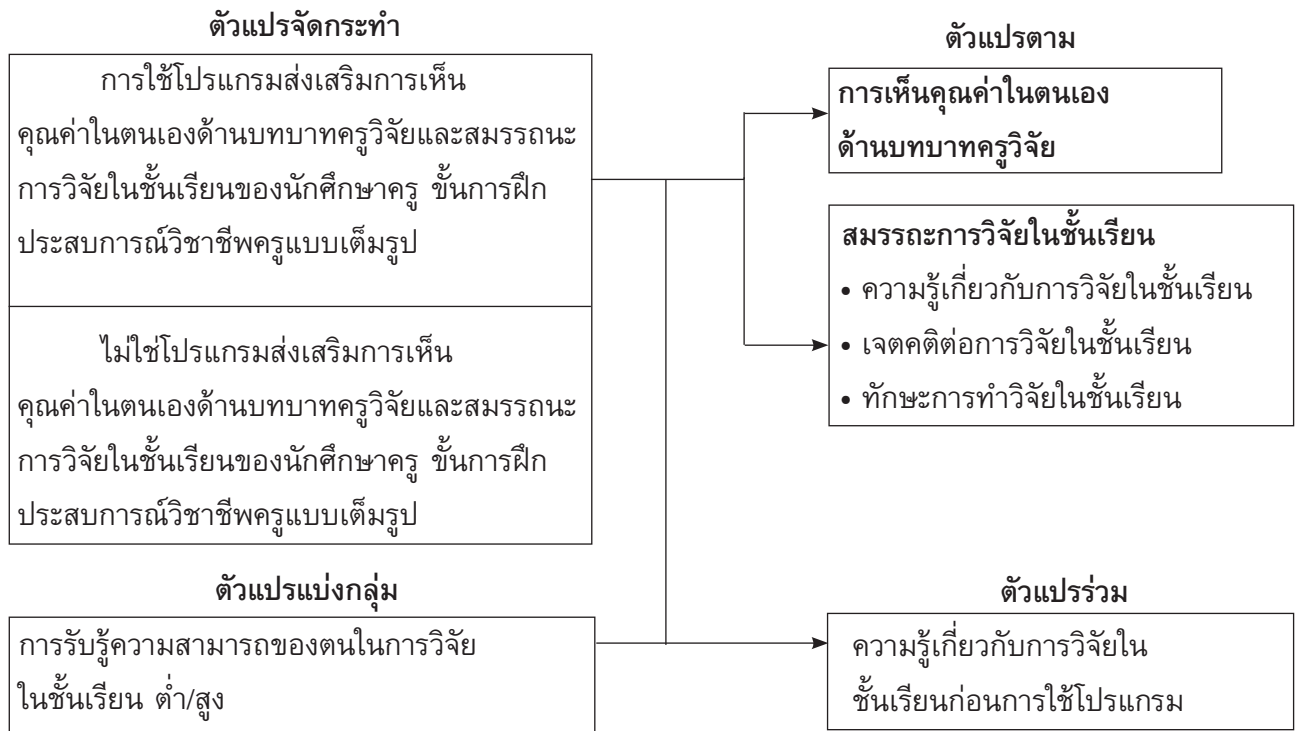 ตัวแปรจัดกระทำ
การใช้โปรแกรมส่งเสริมการเห็น
คุณค่าในตนเองด้านบทบาทครูวิจัยและสมรรถนะ
การวิจัยในชั้นเรียนของนักศึกษาครู ขั้นการฝึก
ประสบการณ์วิชาชีพครูแบบเต็มรูป
ไม่ใช่โปรแกรมส่งเสริมการเห็น
คุณค่าในตนเองด้านบทบาทครูวิจัยและสมรรถนะ
การวิจัยในชั้นเรียนของนักศึกษาครู ขั้นการฝึก
ประสบการณ์วิชาชีพครูแบบเต็มรูป
ตัวแปรแบ่งกลุ่ม
การรับรู้ความสามารถของตนในการวิจัย
ในชั้นเรียน ต่ำ/สูง
ตัวแปรตาม
การเห็นคุณค่าในตนเอง
ด้านบทบาทครูวิจัย
สมรรถะการวิจัยในชั้นเรียน
• ความรู้เกี่ยวกับการวิจัยในชั้นเรียน
• เจตคติต่อการวิจัยในชั้นเรียน
• ทักษะการทำวิจัยในชั้นเรียน
ตัวแปรร่วม
ความรู้เกี่ยวกับการวิจัยใน
ชั้นเรียนก่อนการใช้โปรแกรม